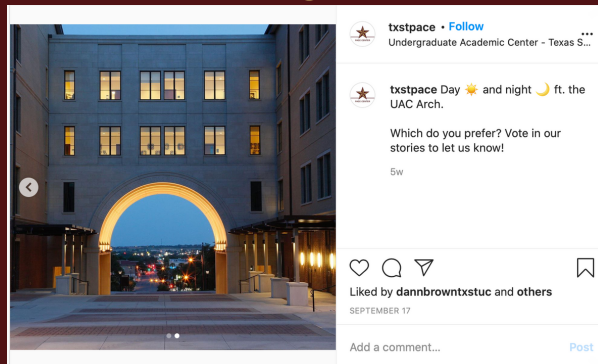 txstpace • Follow
Undergraduate Academic Center - Texas S...
txstpace Day ☀️ and night 🌙 ft. the
UAC Arch.
Which do you prefer? Vote in our
stories to let us know!
5w
Liked by dannbrowntxstuc and others
SEPTEMBER 17
Add a comment...
Post